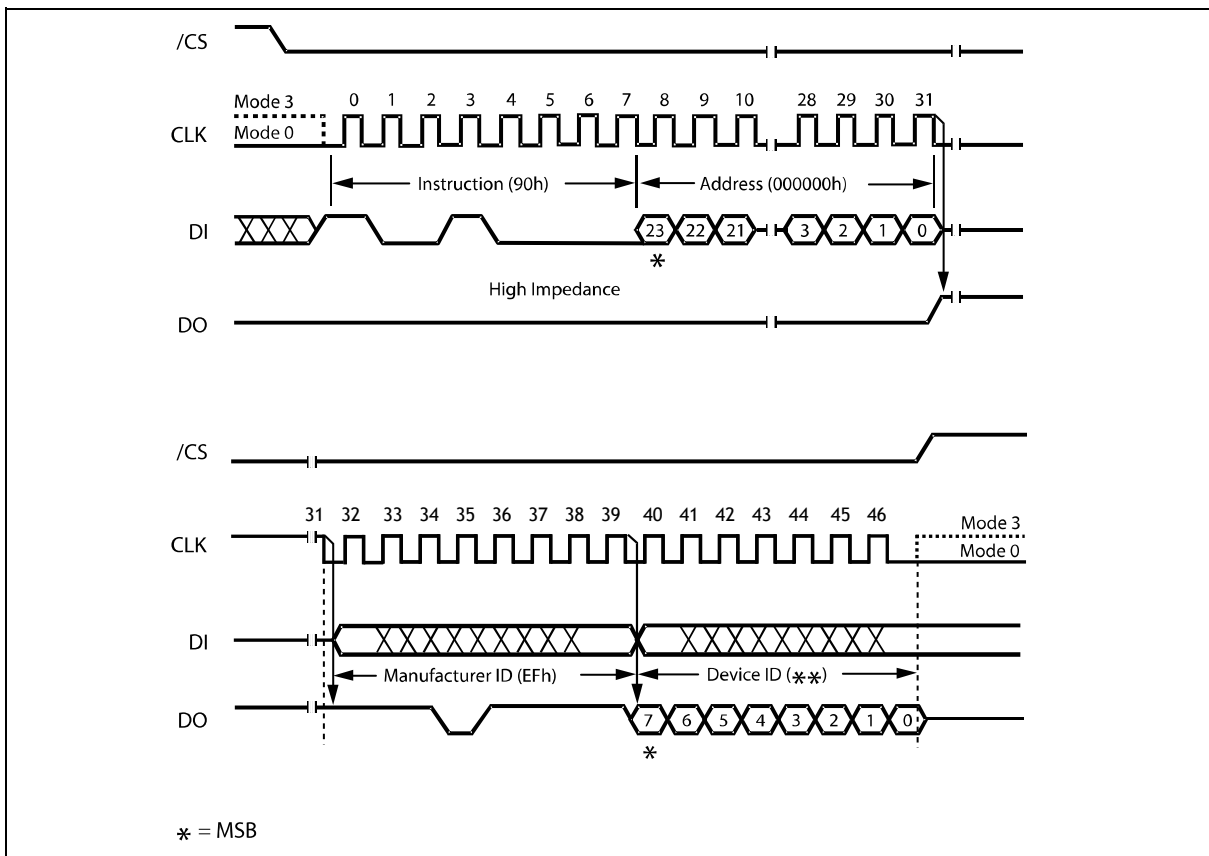 /CS
Mode 3
0 1 2 3 4 5 6 7 8 9 10 28 29 30 31
CLK
Mode 0
Instruction (90h)
Address (000000h)
DI
23 22 21 3 2 1 0
*
High Impedance
DO
/CS
31 32 33 34 35 36 37 38 39 40 41 42 43 44 45 46
Mode 3
CLK
Mode 0
DI
Manufacturer ID (EFh)
Device ID (**)
DO
7 6 5 4 3 2 1 0
*
* = MSB